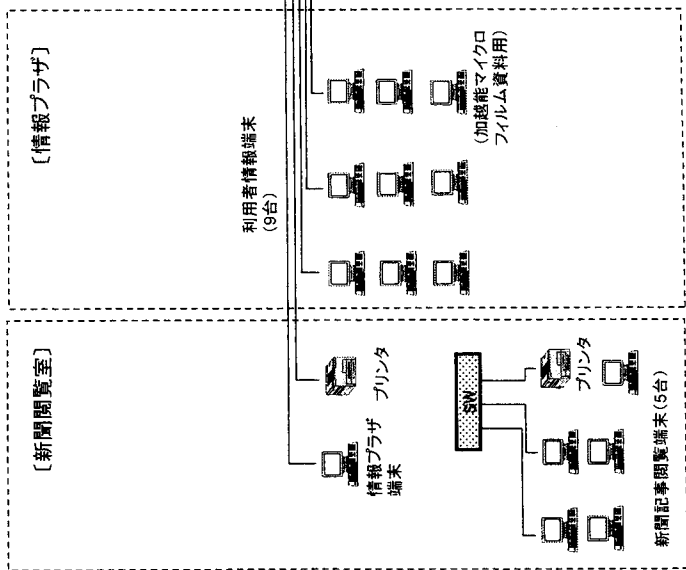 ［情報プラザ］
利用者情報端末
(9台)
(加越能マイクロ
フィルム資料用)
［新聞閲覧室］
情報プラザ
端末
プリンタ
SW
プリンタ
新聞記事閲覧端末(5台)